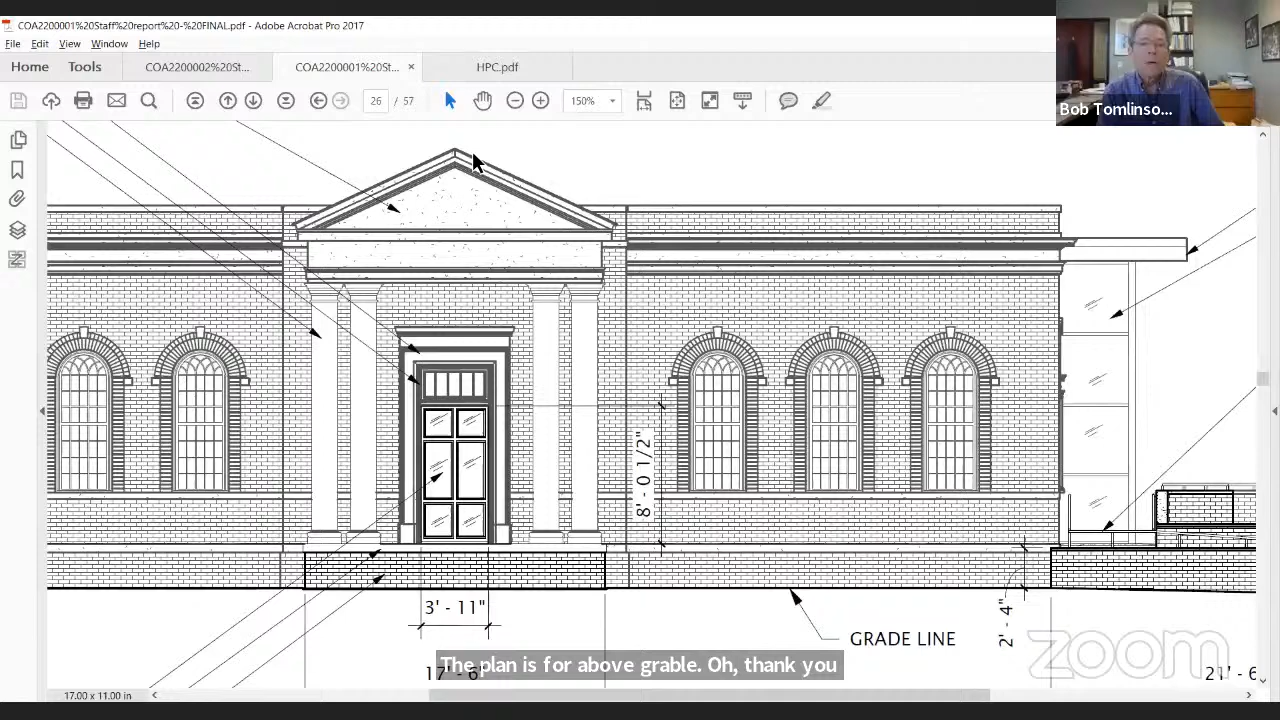 COA2200001%20Staff%20report%20-%20FINAL.pdf - Adobe Acrobat Pro 2017
File Edit View Window Help
Home Tools COA2200002%20St... COA2200001%20St... × HPC.pdf
26 / 57 150%
Bob Tomlinso...
8' - 0 1/2"
3' - 11"
2' - 4"
GRADE LINE
17' - 6"
21' - 6
The plan is for above grable. Oh, thank you
zoom
17.00 x 11.00 in